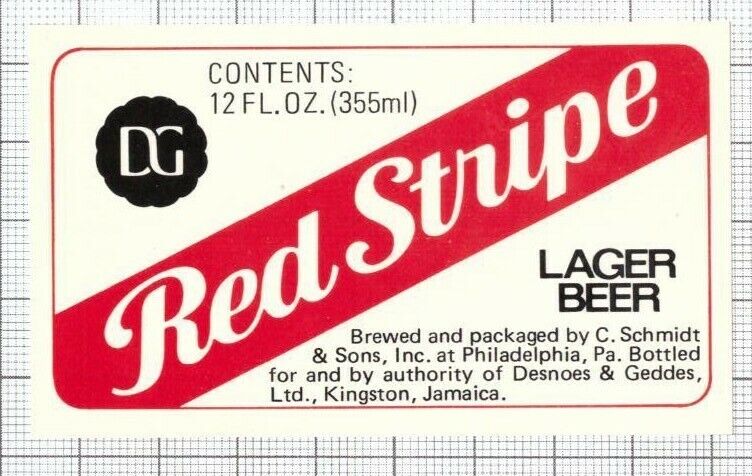 CONTENTS:
12 FL. OZ. (355ml)
DG
Red Stripe
LAGER
BEER
Brewed and packaged by C. Schmidt
& Sons, Inc. at Philadelphia, Pa. Bottled
for and by authority of Desnoes & Geddes,
Ltd., Kingston, Jamaica.